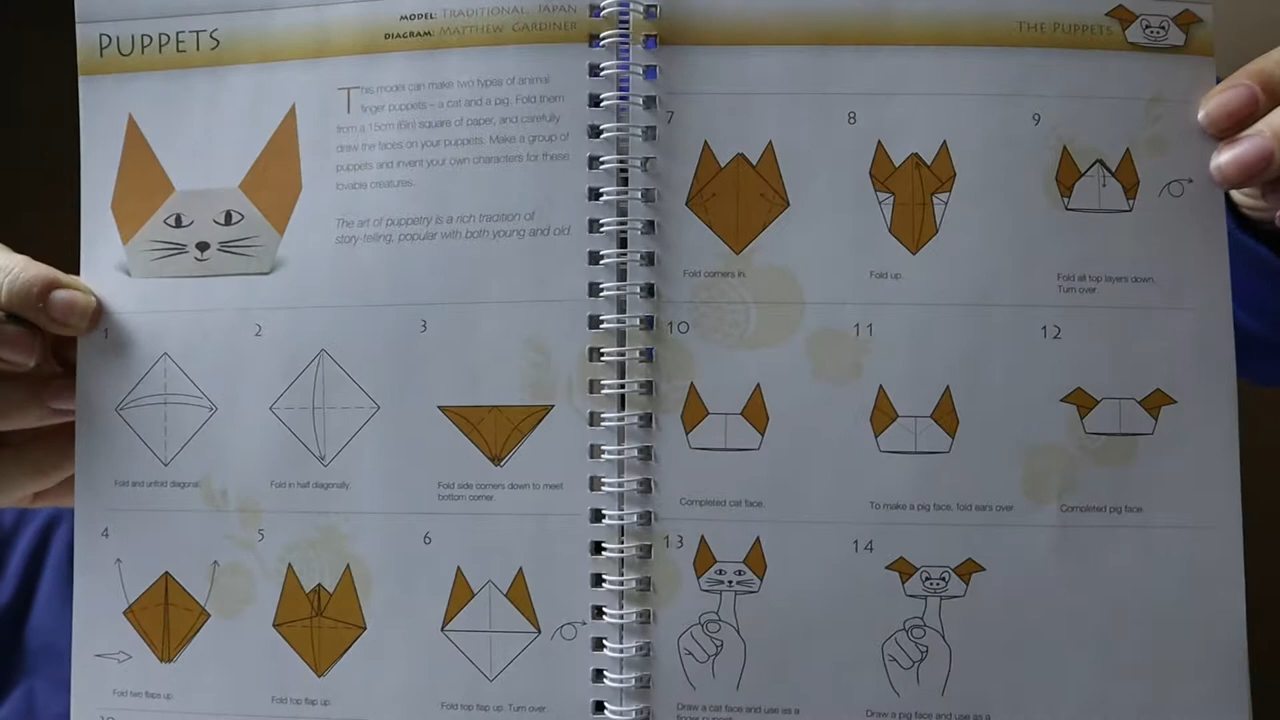 PUPPETS
MODEL: TRADITIONAL, JAPAN
DIAGRAM: MATTHEW GARDINER
This model can make two types of animal
finger puppets – a cat and a pig. Fold them
from a 15cm (6in) square of paper, and carefully
draw the faces on your puppets. Make a group of
puppets and invent your own characters for these
lovable creatures.
The art of puppetry is a rich tradition of
story-telling, popular with both young and old.
1
Fold and unfold diagonal.
2
Fold in half diagonally.
3
Fold side corners down to meet
bottom corner.
4
Fold two flaps up.
5
Fold top flap up.
6
Fold top flap up. Turn over.
THE PUPPETS
7
Fold corners in.
8
Fold up.
9
Fold all top layers down.
Turn over.
10
Completed cat face.
11
To make a pig face, fold ears over
12
Completed pig face.
13
Draw a cat face and use as a
finger puppet.
14
Draw a pig face and use as a